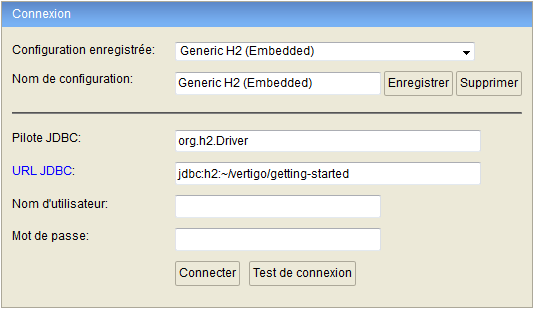 Connexion
Configuration enregistrée: Generic H2 (Embedded)
Nom de configuration: Generic H2 (Embedded) Enregistrer Supprimer
Pilote JDBC: org.h2.Driver
URL JDBC: jdbc:h2:~/vertigo/getting-started
Nom d'utilisateur:
Mot de passe:
Connecter Test de connexion